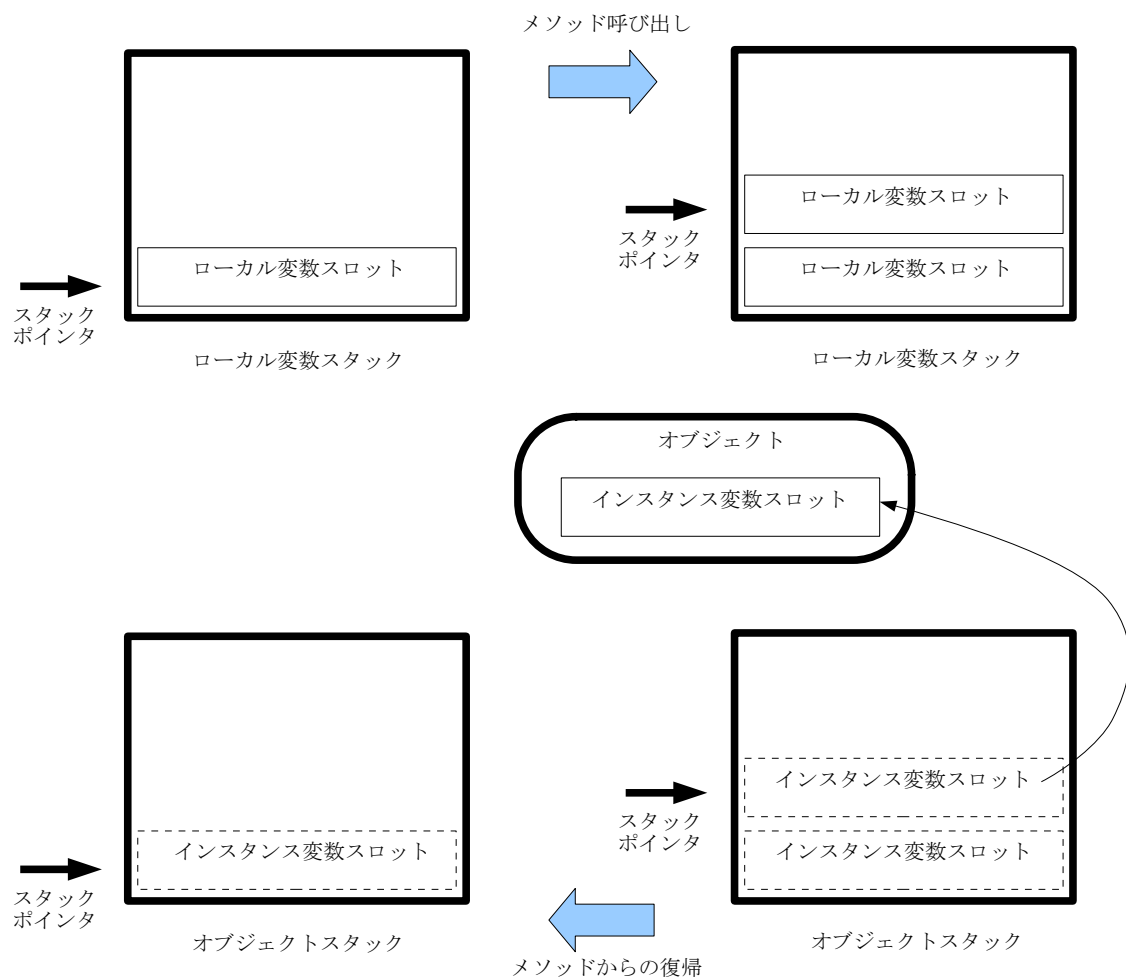 メソッド呼び出し
ローカル変数スロット
スタック
ポインタ
ローカル変数スタック
ローカル変数スロット
ローカル変数スロット
スタック
ポインタ
ローカル変数スタック
オブジェクト
インスタンス変数スロット
インスタンス変数スロット
スタック
ポインタ
オブジェクトスタック
インスタンス変数スロット
インスタンス変数スロット
スタック
ポインタ
オブジェクトスタック
メソッドからの復帰